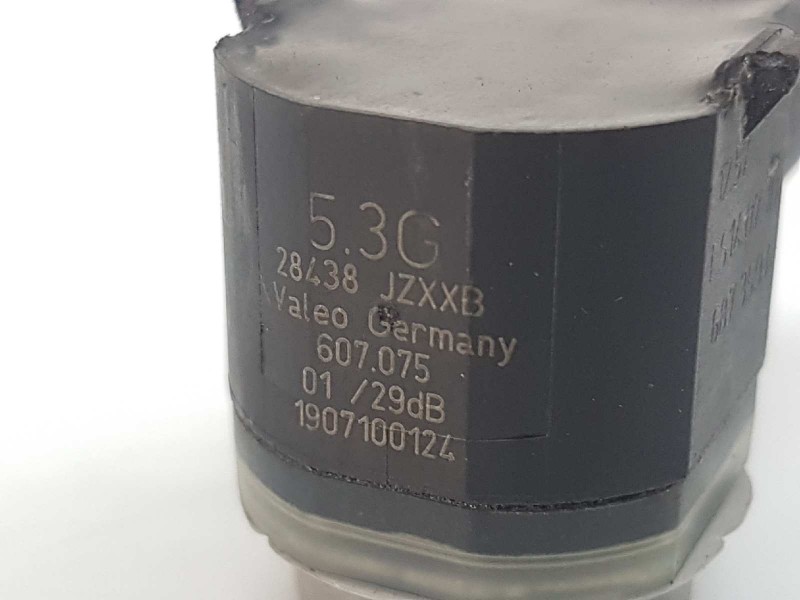 5.3G
28438 JZXXB
Valeo Germany
607.075
01 /29dB
1907100124